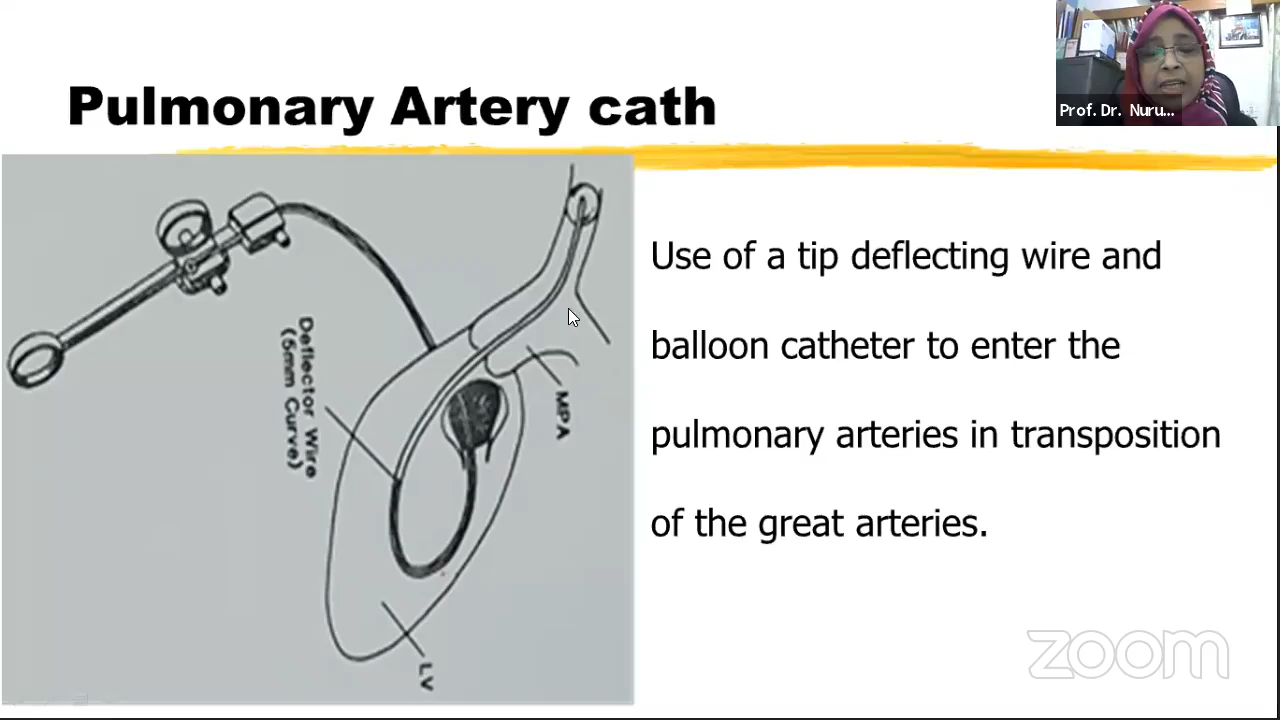 Pulmonary Artery cath
Prof. Dr. Nuru...
Use of a tip deflecting wire and
balloon catheter to enter the
pulmonary arteries in transposition
of the great arteries.
Deflector Wire
(5mm Curve)
MPA
LV
zoom